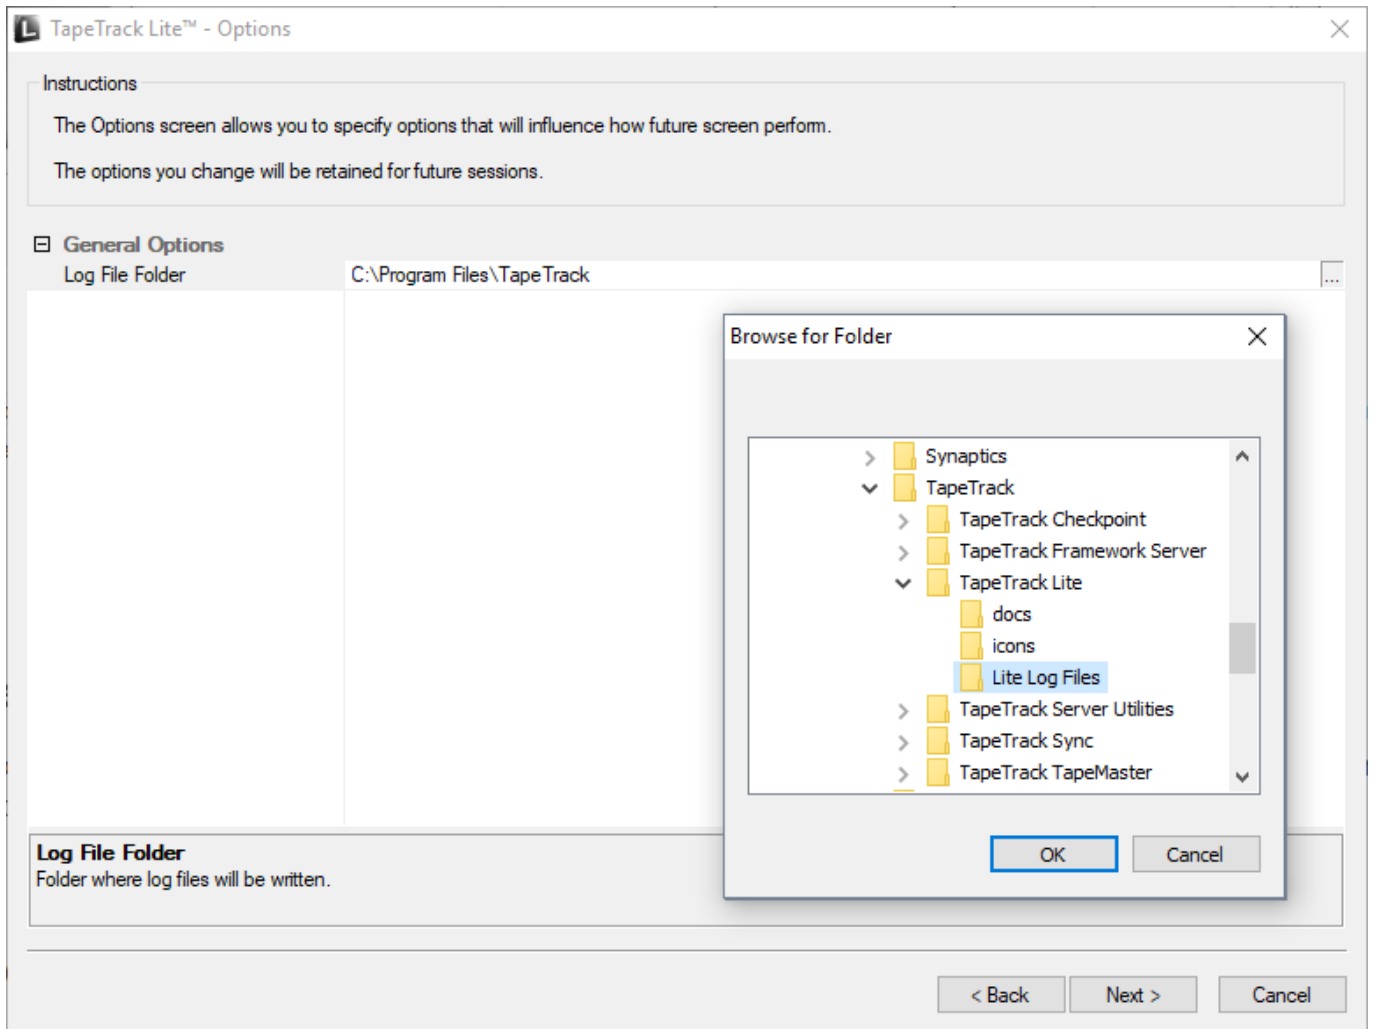 TapeTrack Lite™ - Options
Instructions
The Options screen allows you to specify options that will influence how future screen perform.
The options you change will be retained for future sessions.
General Options
Log File Folder C:\Program Files\TapeTrack ...
Browse for Folder
Synaptics
TapeTrack
TapeTrack Checkpoint
TapeTrack Framework Server
TapeTrack Lite
docs
icons
Lite Log Files
TapeTrack Server Utilities
TapeTrack Sync
TapeTrack TapeMaster
OK Cancel
Log File Folder
Folder where log files will be written.
< Back Next > Cancel